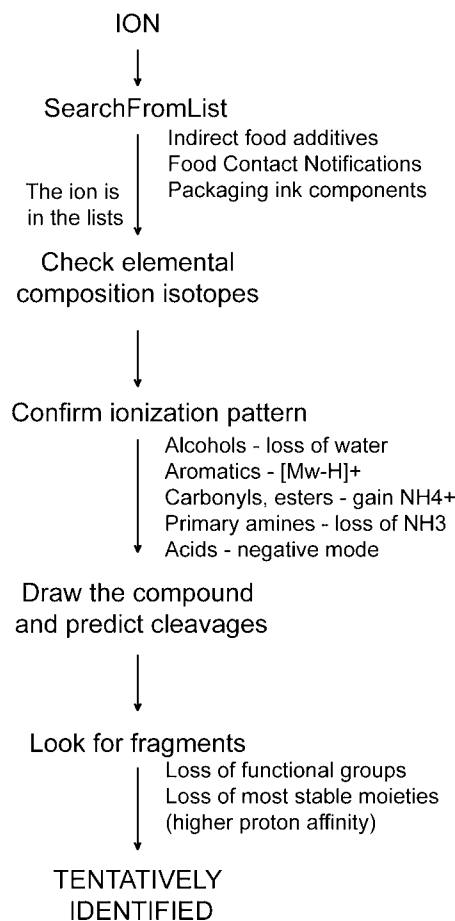 ION
SearchFromList
Indirect food additives
Food Contact Notifications
Packaging ink components
The ion is
in the lists
Check elemental
composition isotopes
Confirm ionization pattern
Alcohols - loss of water
Aromatics - [Mw-H]+
Carbonyls, esters - gain NH4+
Primary amines - loss of NH3
Acids - negative mode
Draw the compound
and predict cleavages
Look for fragments
Loss of functional groups
Loss of most stable moieties
(higher proton affinity)
TENTATIVELY
IDENTIFIED